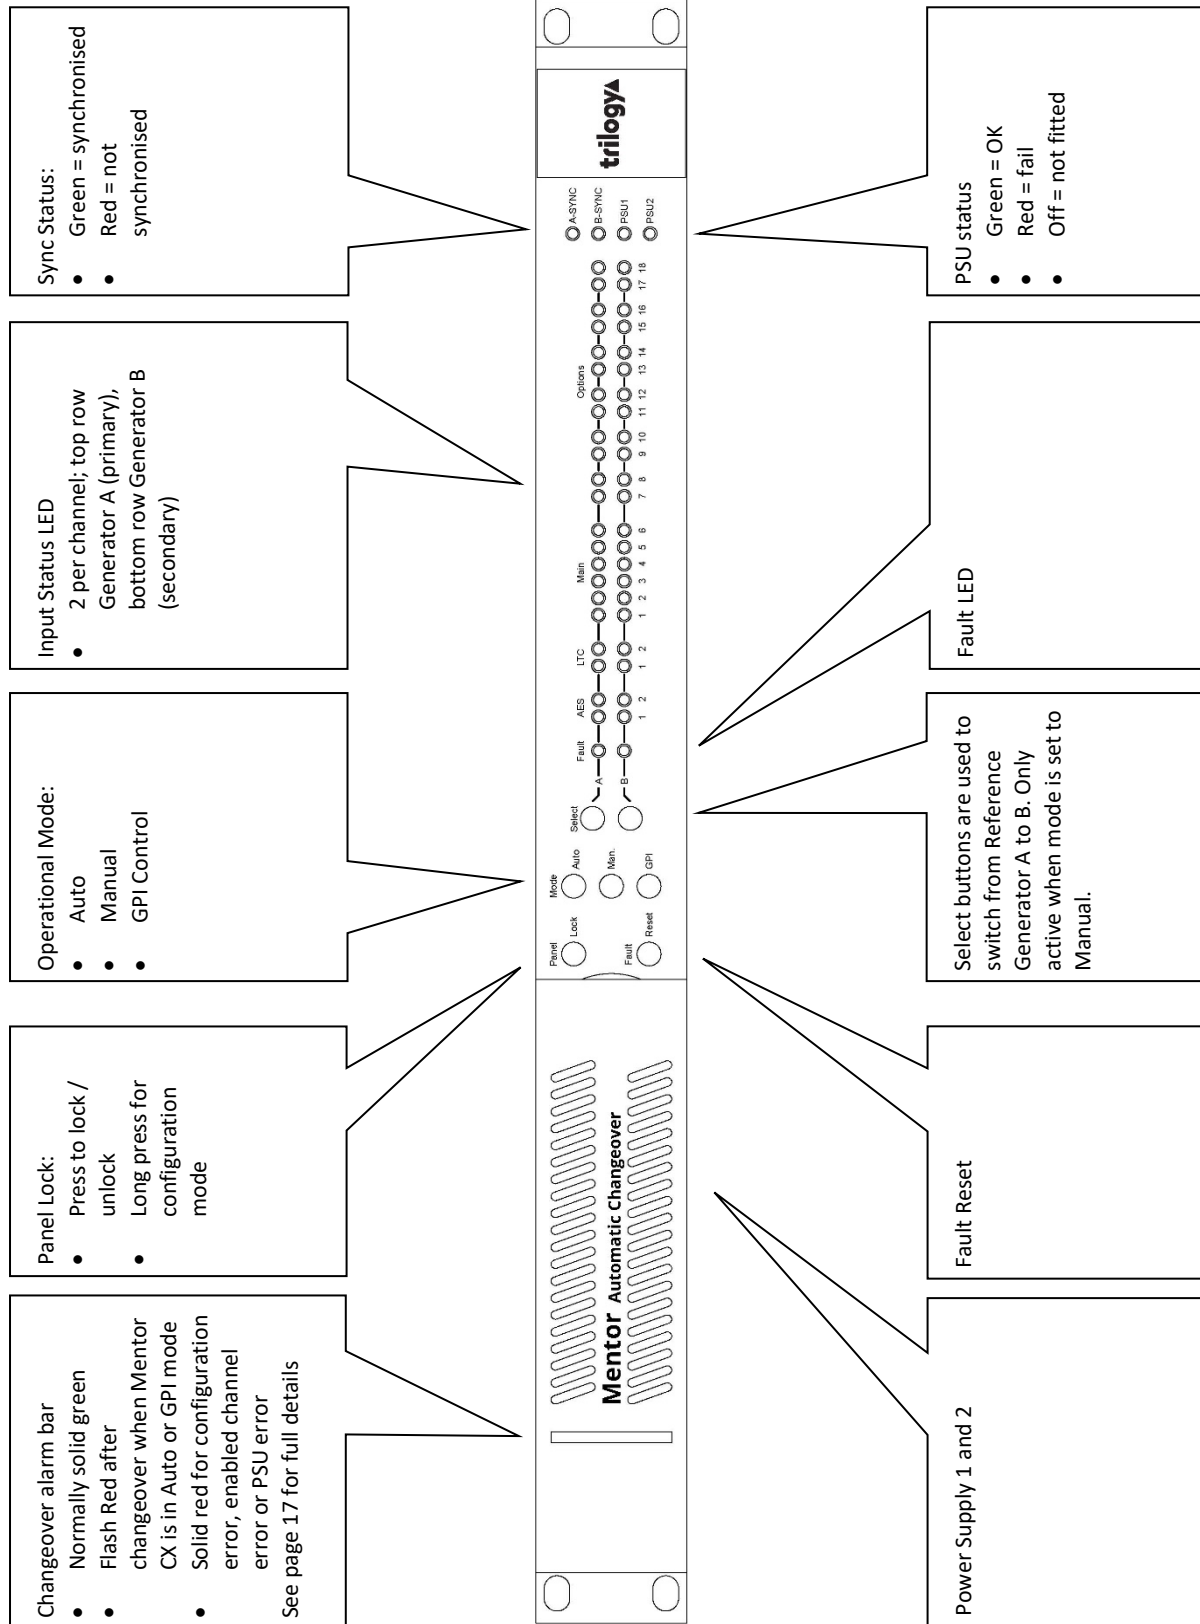 Changeover alarm bar
• Normally solid green
• Flash Red after
changeover when Mentor
CX is in Auto or GPI mode
• Solid red for configuration
error, enabled channel
error or PSU error
See page 17 for full details
Panel Lock:
• Press to lock /
unlock
• Long press for
configuration
mode
Operational Mode:
• Auto
• Manual
• GPI Control
Input Status LED
• 2 per channel; top row
Generator A (primary),
bottom row Generator B
(secondary)
Sync Status:
• Green = synchronised
• Red = not
synchronised
Mentor Automatic Changeover
Panel
Lock
Fault
Reset
Mode
Auto
Man.
GPI
Select
A
B
Fault
AES
LTC
Main
Options
1 2 1 2 1 2 3 4 5 6 7 8 9 10 11 12 13 14 15 16 17 18
A-SYNC
B-SYNC
PSU1
PSU2
trilogy
Power Supply 1 and 2
Fault Reset
Select buttons are used to
switch from Reference
Generator A to B. Only
active when mode is set to
Manual.
Fault LED
PSU status
• Green = OK
• Red = fail
• Off = not fitted